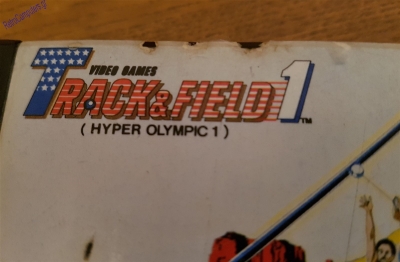 VIDEO GAMES
TRACK & FIELD 1 ™
( HYPER OLYMPIC 1 )